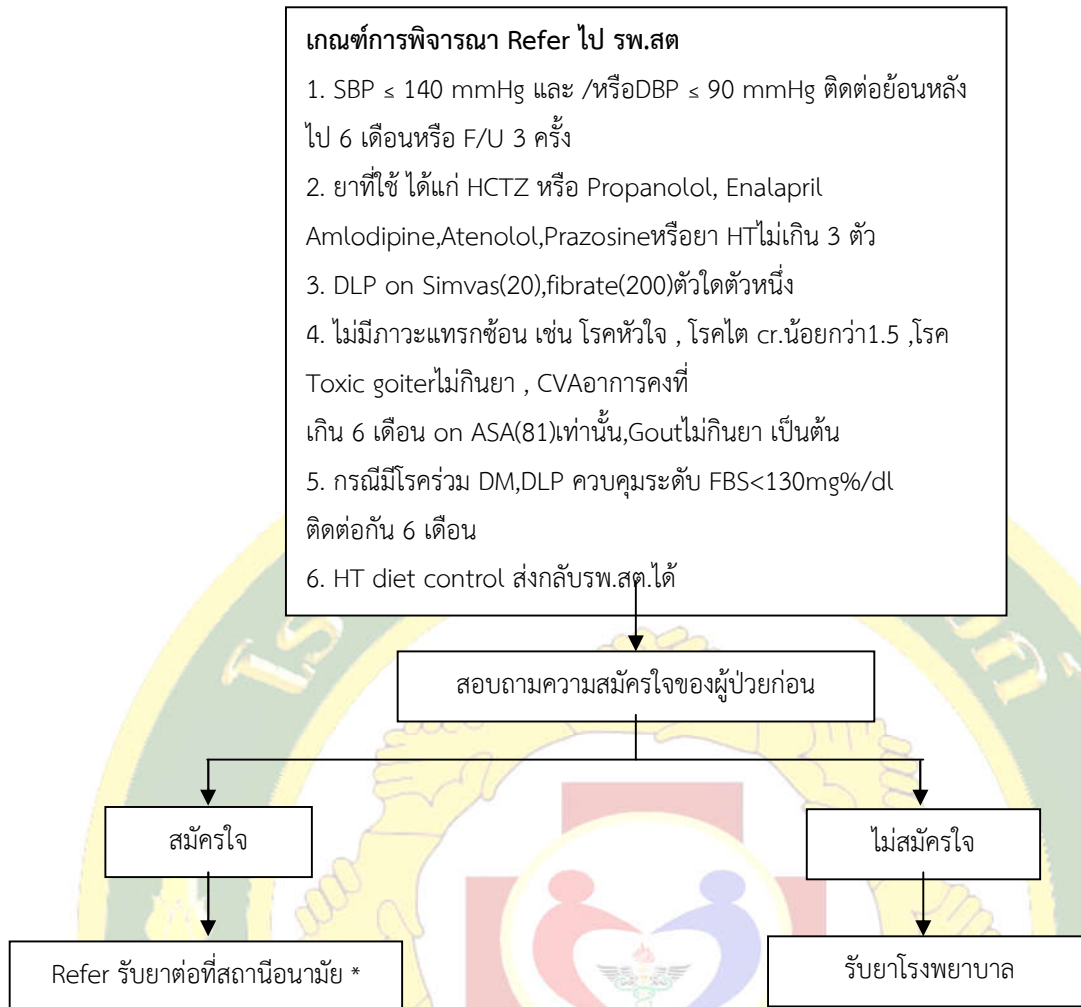 เกณฑ์การพิจารณา Refer ไป รพ.สต
1. SBP ≤ 140 mmHg และ /หรือDBP ≤ 90 mmHg ติดต่อย้อนหลัง
ไป 6 เดือนหรือ F/U 3 ครั้ง
2. ยาที่ใช้ ได้แก่ HCTZ หรือ Propanolol, Enalapril
Amlodipine,Atenolol,Prazosineหรือยา HTไม่เกิน 3 ตัว
3. DLP on Simvas(20),fibrate(200)ตัวใดตัวหนึ่ง
4. ไม่มีภาวะแทรกซ้อน เช่น โรคหัวใจ , โรคไต cr.น้อยกว่า1.5 ,โรค
Toxic goiterไม่กินยา , CVAอาการคงที่
เกิน 6 เดือน on ASA(81)เท่านั้น,Goutไม่กินยา เป็นต้น
5. กรณีมีโรคร่วม DM,DLP ควบคุมระดับ FBS<130mg%/dl
ติดต่อกัน 6 เดือน
6. HT diet control ส่งกลับรพ.สต.ได้
สอบถามความสมัครใจของผู้ป่วยก่อน
สมัครใจ
ไม่สมัครใจ
Refer รับยาต่อที่สถานีอนามัย *
รับยาโรงพยาบาล